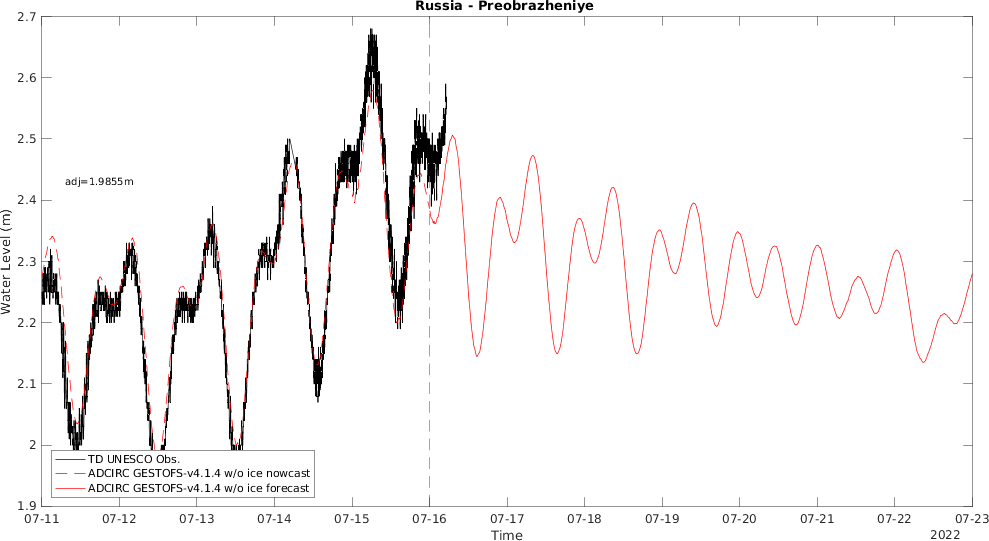 Russia - Preobrazheniye
2.7
2.6
2.5
2.4
2.3
2.2
2.1
2
1.9
Water Level (m)
adj=1.9855m
TD UNESCO Obs.
ADCIRC GESTOFS-v4.1.4 w/o ice nowcast
ADCIRC GESTOFS-v4.1.4 w/o ice forecast
07-11 07-12 07-13 07-14 07-15 07-16 07-17 07-18 07-19 07-20 07-21 07-22 07-23
Time
2022